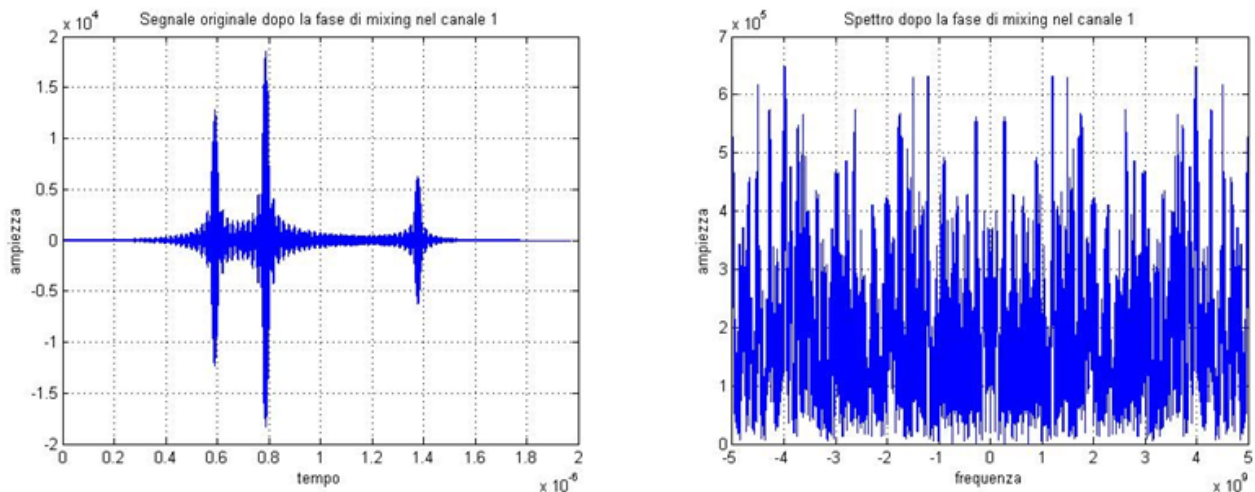 Segnale originale dopo la fase di mixing nel canale 1
x 10^4
2
1.5
1
0.5
0
-0.5
-1
-1.5
-2
ampiezza
0 0.2 0.4 0.6 0.8 1 1.2 1.4 1.6 1.8 2
tempo
x 10^-6
Spettro dopo la fase di mixing nel canale 1
x 10^5
7
6
5
4
3
2
1
0
ampiezza
-5 -4 -3 -2 -1 0 1 2 3 4 5
frequenza
x 10^9